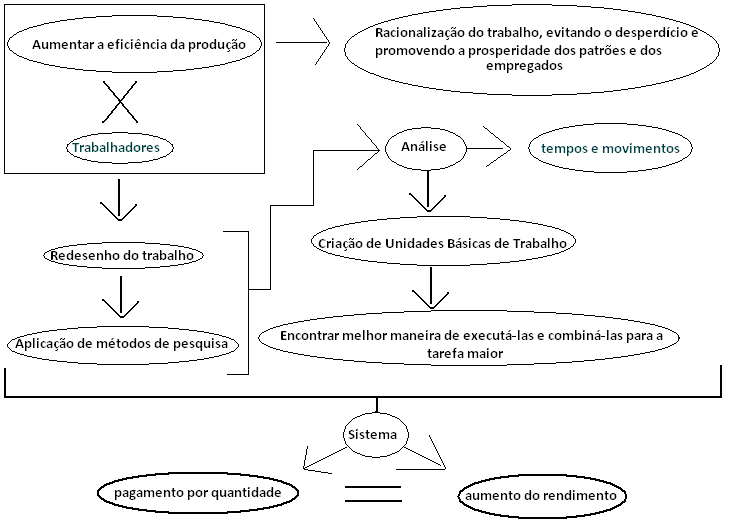 Aumentar a eficiência da produção
Racionalização do trabalho, evitando o desperdício e
promovendo a prosperidade dos patrões e dos
empregados
Trabalhadores
Análise
tempos e movimentos
Redesenho do trabalho
Criação de Unidades Básicas de Trabalho
Aplicação de métodos de pesquisa
Encontrar melhor maneira de executá-las e combiná-las para a
tarefa maior
Sistema
pagamento por quantidade
aumento do rendimento